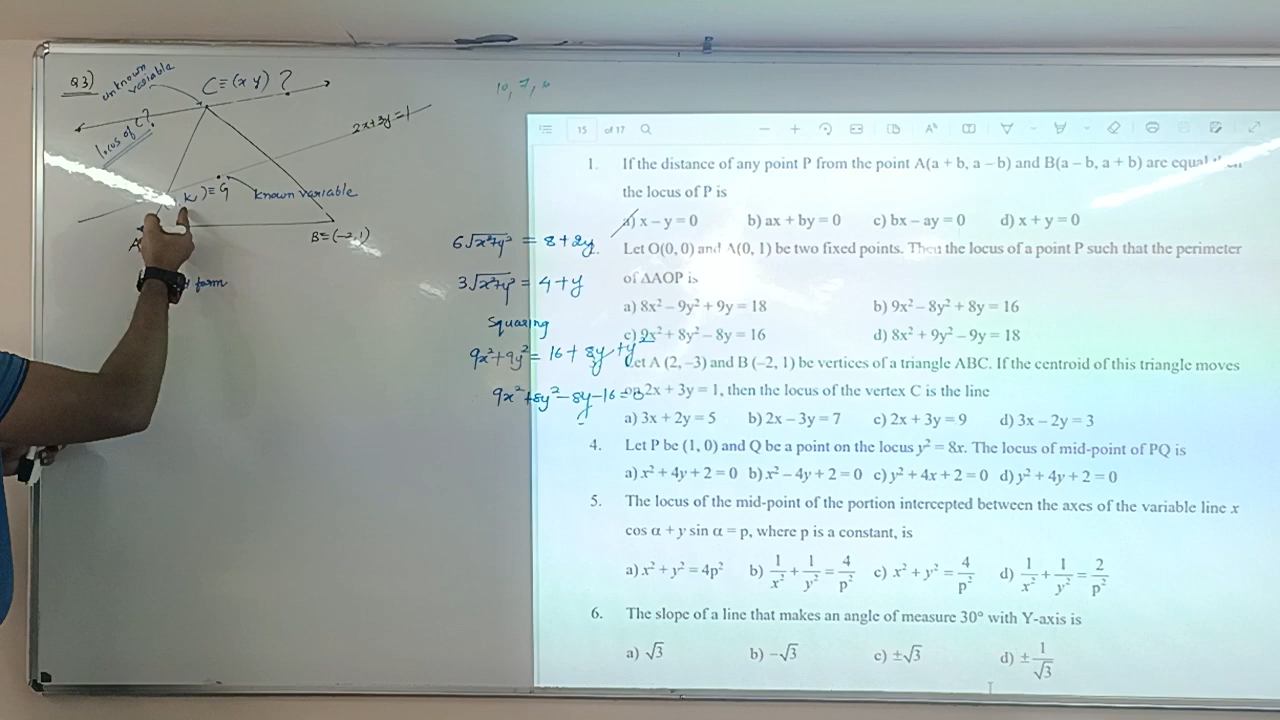 Q3)
unknown variable
C ≡ (x y) ?
locus of C?
2x+3y=1
k) ≡ G
known variable
A
B ≡ (-2,1)
form
10, 7, 6
6√x²+y² = 8+2y
3√x²+y² = 4+y
Squaring
9x²+9y² = 16+8y+y²
9x²+8y²-8y-16=0
15 of 17
1. If the distance of any point P from the point A(a + b, a – b) and B(a – b, a + b) are equal then
the locus of P is
a) x – y = 0 b) ax + by = 0 c) bx – ay = 0 d) x + y = 0
Let O(0, 0) and A(0, 1) be two fixed points. Then the locus of a point P such that the perimeter
of ΔAOP is
a) 8x² – 9y² + 9y = 18 b) 9x² – 8y² + 8y = 16
c) 9x² + 8y² – 8y = 16 d) 8x² + 9y² – 9y = 18
Let A (2, –3) and B (–2, 1) be vertices of a triangle ABC. If the centroid of this triangle moves
on 2x + 3y = 1, then the locus of the vertex C is the line
a) 3x + 2y = 5 b) 2x – 3y = 7 c) 2x + 3y = 9 d) 3x – 2y = 3
4. Let P be (1, 0) and Q be a point on the locus y² = 8x. The locus of mid-point of PQ is
a) x² + 4y + 2 = 0 b) x² – 4y + 2 = 0 c) y² + 4x + 2 = 0 d) y² + 4y + 2 = 0
5. The locus of the mid-point of the portion intercepted between the axes of the variable line x
cos α + y sin α = p, where p is a constant, is
a) x² + y² = 4p² b) 1/x² + 1/y² = 4/p² c) x² + y² = 4/p² d) 1/x² + 1/y² = 2/p²
6. The slope of a line that makes an angle of measure 30° with Y-axis is
a) √3 b) –√3 c) ±√3 d) ± 1/√3